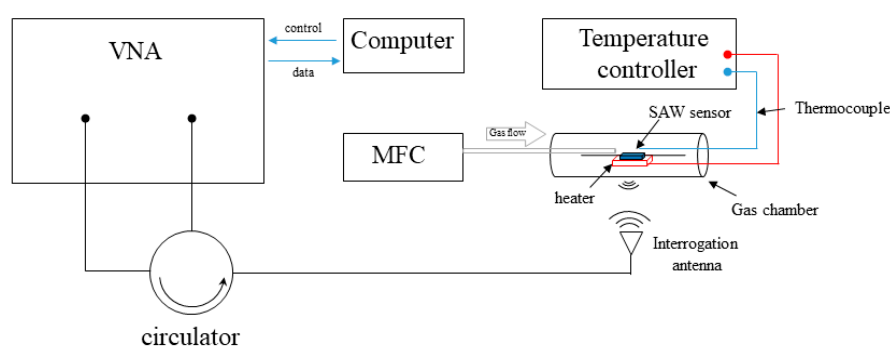 VNA
control
data
Computer
Temperature
controller
Thermocouple
SAW sensor
Gas flow
MFC
heater
Gas chamber
Interrogation
antenna
circulator